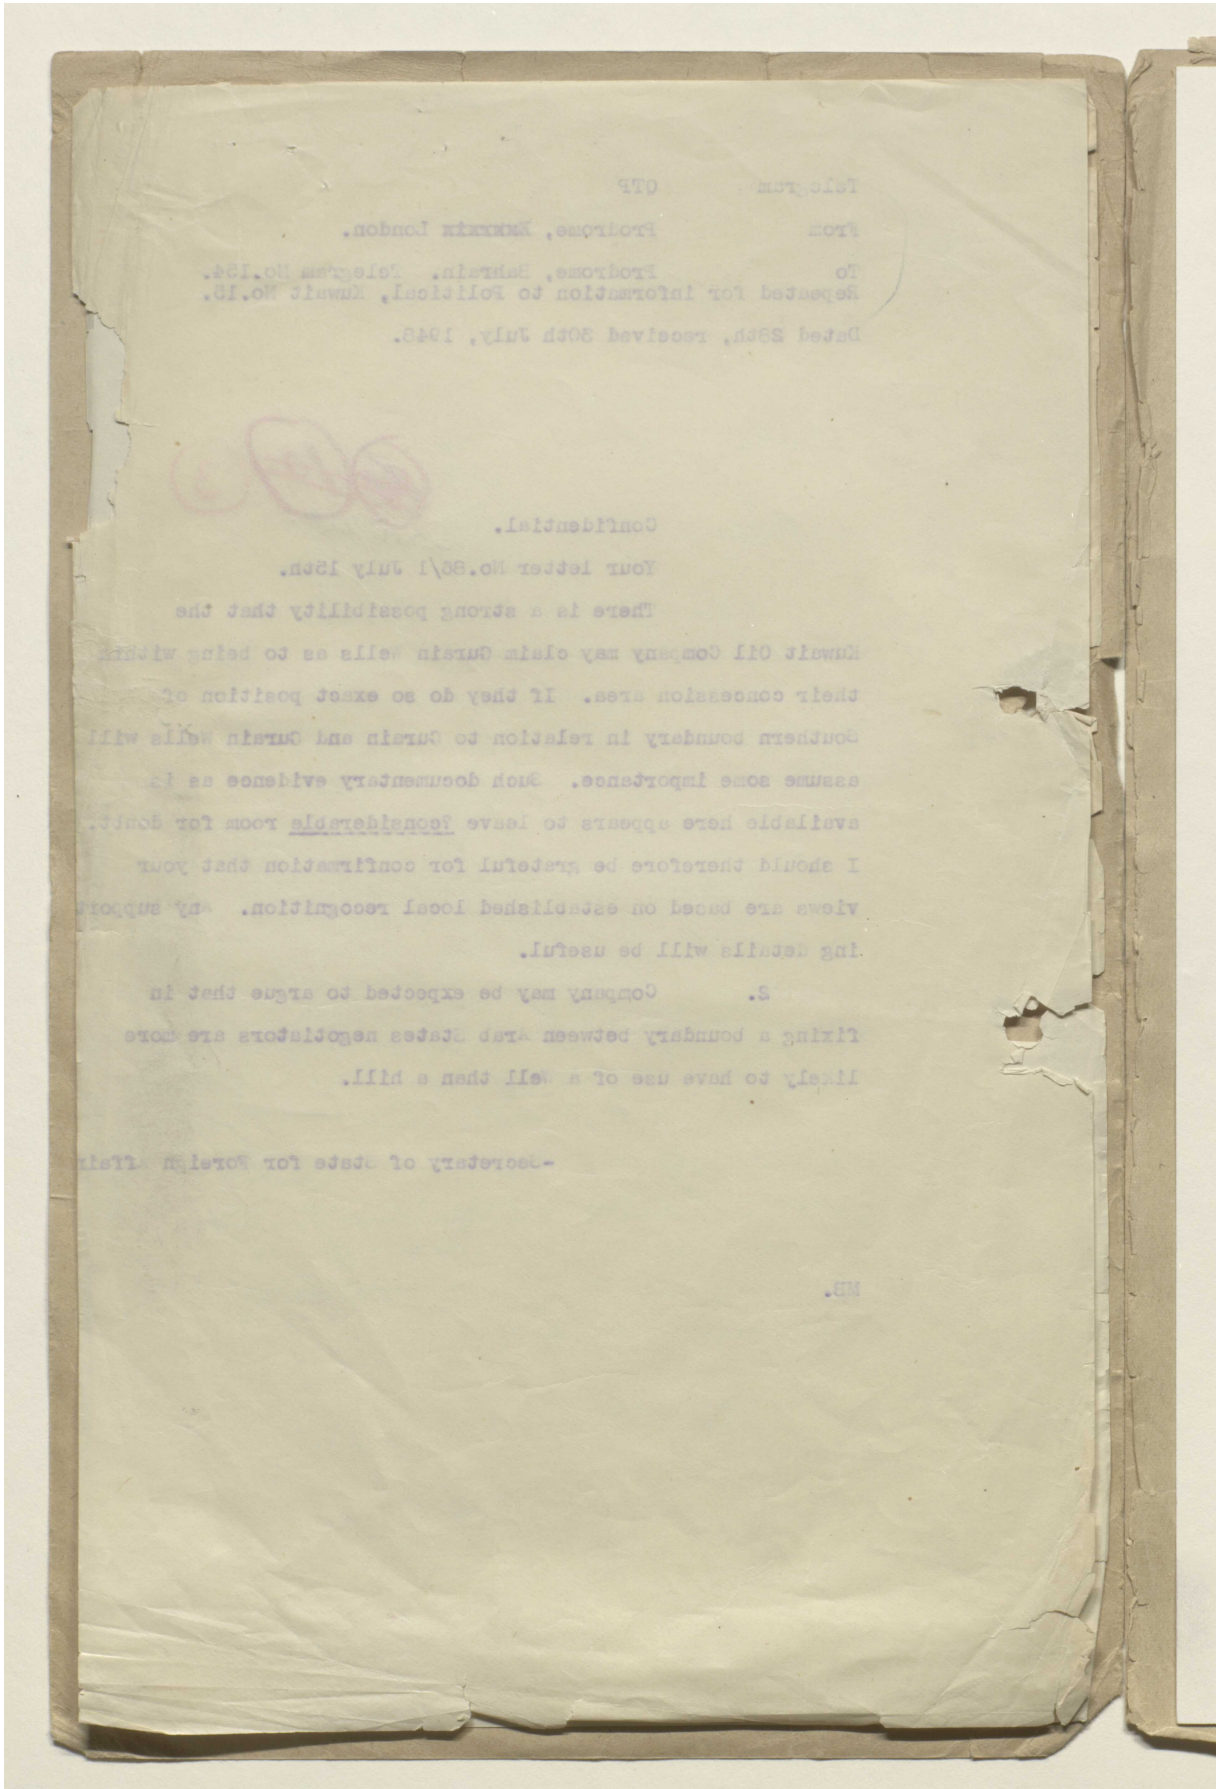 Telegram OTP
From Prodrome, London.
To Prodrome, Bahrain. Telegram No.154.
Repeated for information to Political, Kuwait No.15.
Dated 28th, received 30th July, 1948.
Confidential.
Your letter No.86/1 July 15th.
There is a strong possibility that the
Kuwait Oil Company may claim Gurain Wells as to being within
their concession area. If they do so exact position of
Southern boundary in relation to Gurain and Gurain Wells will
assume some importance. Such documentary evidence as is
available here appears to leave ?considerable room for doubt.
I should therefore be grateful for confirmation that your
views are based on established local recognition. Any support
ing details will be useful.
2. Company may be expected to argue that in
fixing a boundary between Arab States negotiators are more
likely to have use of a Well than a hill.
-Secretary of State for Foreign Affair
MB.